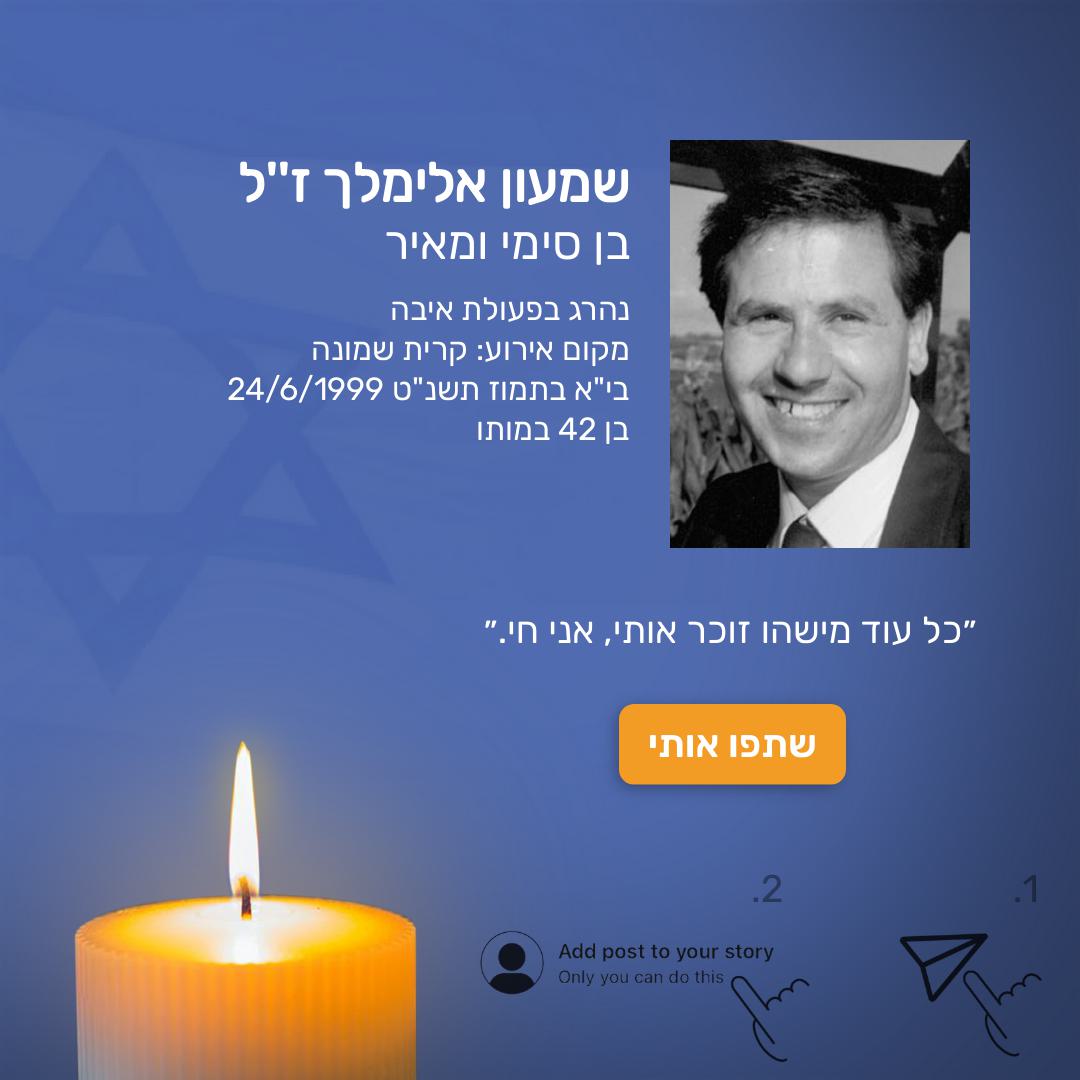 שמעון אלימלך ז"ל
בן סימי ומאיר
נהרג בפעולת איבה
מקום אירוע: קרית שמונה
בי"א בתמוז תשנ"ט 24/6/1999
בן 42 במותו
״כל עוד מישהו זוכר אותי, אני חי.״
שתפו אותי
.1
.2
Add post to your story
Only you can do this